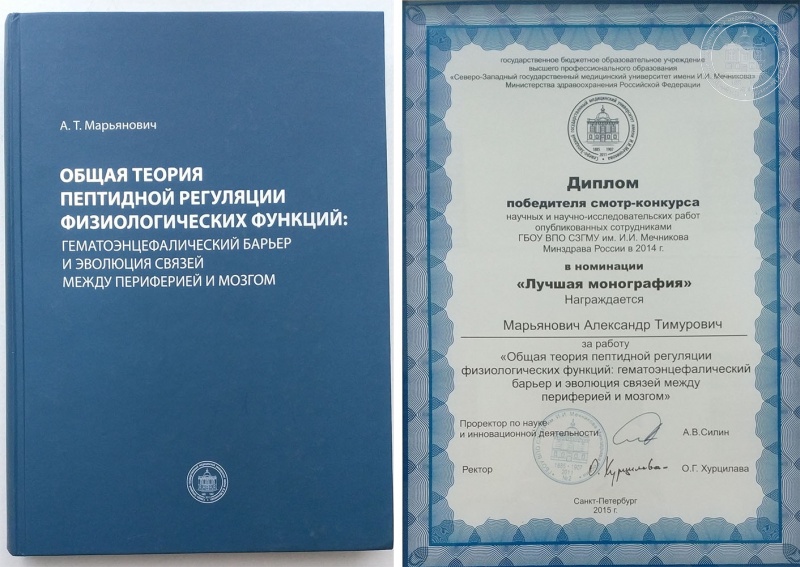 А. Т. Марьянович
ОБЩАЯ ТЕОРИЯ
ПЕПТИДНОЙ РЕГУЛЯЦИИ
ФИЗИОЛОГИЧЕСКИХ ФУНКЦИЙ:
ГЕМАТОЭНЦЕФАЛИЧЕСКИЙ БАРЬЕР
И ЭВОЛЮЦИЯ СВЯЗЕЙ
МЕЖДУ ПЕРИФЕРИЕЙ И МОЗГОМ
государственное бюджетное образовательное учреждение
высшего профессионального образования
«Северо-Западный государственный медицинский университет имени И.И. Мечникова»
Министерства здравоохранения Российской Федерации
Диплом
победителя смотр-конкурса
научных и научно-исследовательских работ
опубликованных сотрудниками
ГБОУ ВПО СЗГМУ им. И.И. Мечникова
Минздрава России в 2014 г.
в номинации
«Лучшая монография»
Награждается
Марьянович Александр Тимурович
за работу
«Общая теория пептидной регуляции
физиологических функций: гематоэнцефалический
барьер и эволюция связей между
периферией и мозгом»
Проректор по науке
и инновационной деятельности
А.В.Силин
Ректор
О. Хурцилава
О.Г. Хурцилава
Санкт-Петербург
2015 г.